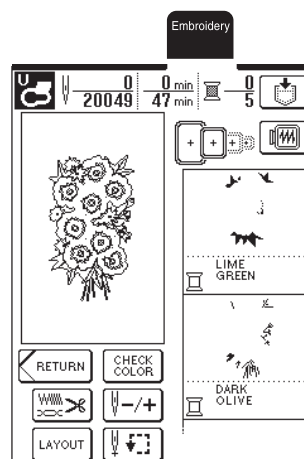 Embroidery
U
0 0 min 0
20049 47 min 5
LIME
GREEN
RETURN CHECK
COLOR
DARK
OLIVE
-/+
LAYOUT